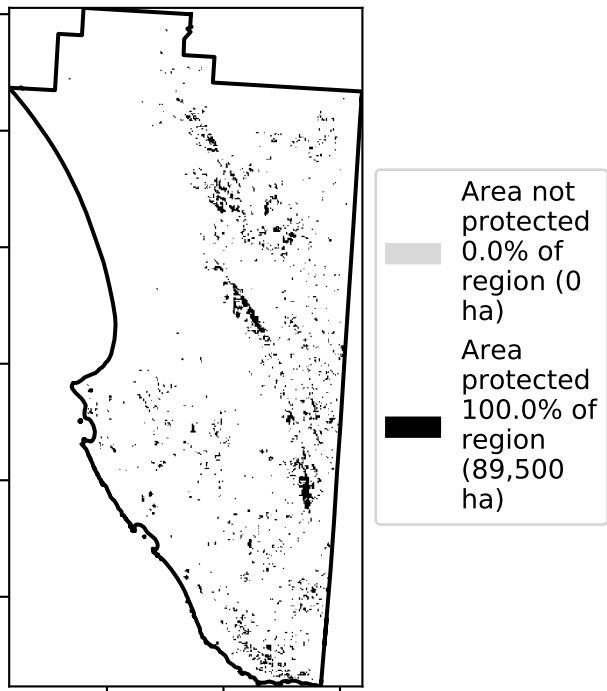 Area not
protected
0.0% of
region (0
ha)
Area
protected
100.0% of
region
(89,500
ha)